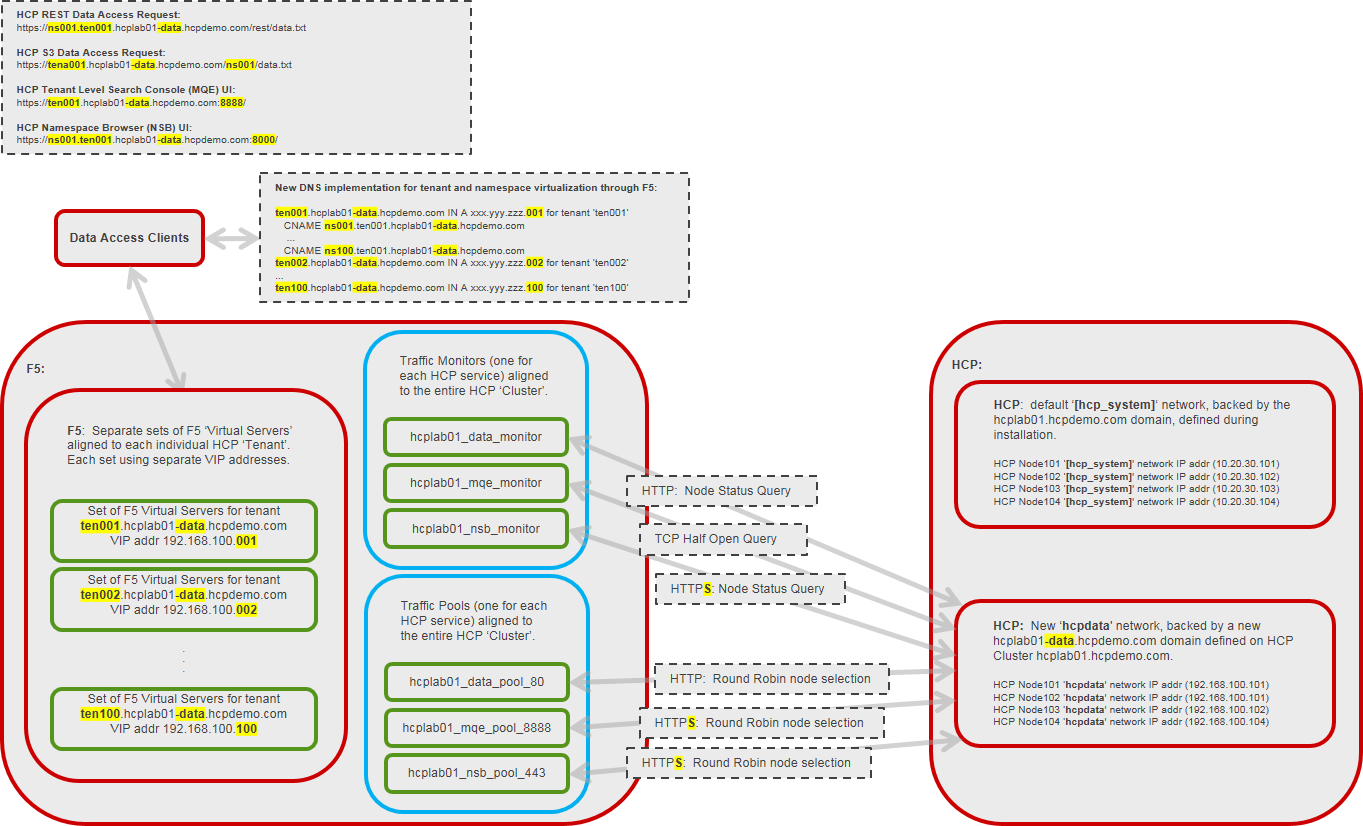 HCP REST Data Access Request:
https://ns001.ten001.hcplab01-data.hcpdemo.com/rest/data.txt
HCP S3 Data Access Request:
https://tena001.hcplab01-data.hcpdemo.com/ns001/data.txt
HCP Tenant Level Search Console (MQE) UI:
https://ten001.hcplab01-data.hcpdemo.com:8888/
HCP Namespace Browser (NSB) UI:
https://ns001.ten001.hcplab01-data.hcpdemo.com:8000/
New DNS implementation for tenant and namespace virtualization through F5:
ten001.hcplab01-data.hcpdemo.com IN A xxx.yyy.zzz.001 for tenant 'ten001'
CNAME ns001.ten001.hcplab01-data.hcpdemo.com
...
CNAME ns100.ten001.hcplab01-data.hcpdemo.com
ten002.hcplab01-data.hcpdemo.com IN A xxx.yyy.zzz.002 for tenant 'ten002'
...
ten100.hcplab01-data.hcpdemo.com IN A xxx.yyy.zzz.100 for tenant 'ten100'
Data Access Clients
F5:
F5: Separate sets of F5 'Virtual Servers'
aligned to each individual HCP 'Tenant'.
Each set using separate VIP addresses.
Set of F5 Virtual Servers for tenant
ten001.hcplab01-data.hcpdemo.com
VIP addr 192.168.100.001
Set of F5 Virtual Servers for tenant
ten002.hcplab01-data.hcpdemo.com
VIP addr 192.168.100.002
.
.
.
Set of F5 Virtual Servers for tenant
ten100.hcplab01-data.hcpdemo.com
VIP addr 192.168.100.100
Traffic Monitors (one for
each HCP service) aligned
to the entire HCP 'Cluster'.
hcplab01_data_monitor
hcplab01_mqe_monitor
hcplab01_nsb_monitor
Traffic Pools (one for each
HCP service) aligned to
the entire HCP 'Cluster'.
hcplab01_data_pool_80
hcplab01_mqe_pool_8888
hcplab01_nsb_pool_443
HTTP: Node Status Query
TCP Half Open Query
HTTPS: Node Status Query
HTTP: Round Robin node selection
HTTPS: Round Robin node selection
HTTPS: Round Robin node selection
HCP:
HCP: default '[hcp_system]' network, backed by the
hcplab01.hcpdemo.com domain, defined during
installation.
HCP Node101 '[hcp_system]' network IP addr (10.20.30.101)
HCP Node102 '[hcp_system]' network IP addr (10.20.30.102)
HCP Node103 '[hcp_system]' network IP addr (10.20.30.103)
HCP Node104 '[hcp_system]' network IP addr (10.20.30.104)
HCP: New 'hcpdata' network, backed by a new
hcplab01-data.hcpdemo.com domain defined on HCP
Cluster hcplab01.hcpdemo.com.
HCP Node101 'hcpdata' network IP addr (192.168.100.101)
HCP Node102 'hcpdata' network IP addr (192.168.100.101)
HCP Node103 'hcpdata' network IP addr (192.168.100.102)
HCP Node104 'hcpdata' network IP addr (192.168.100.104)